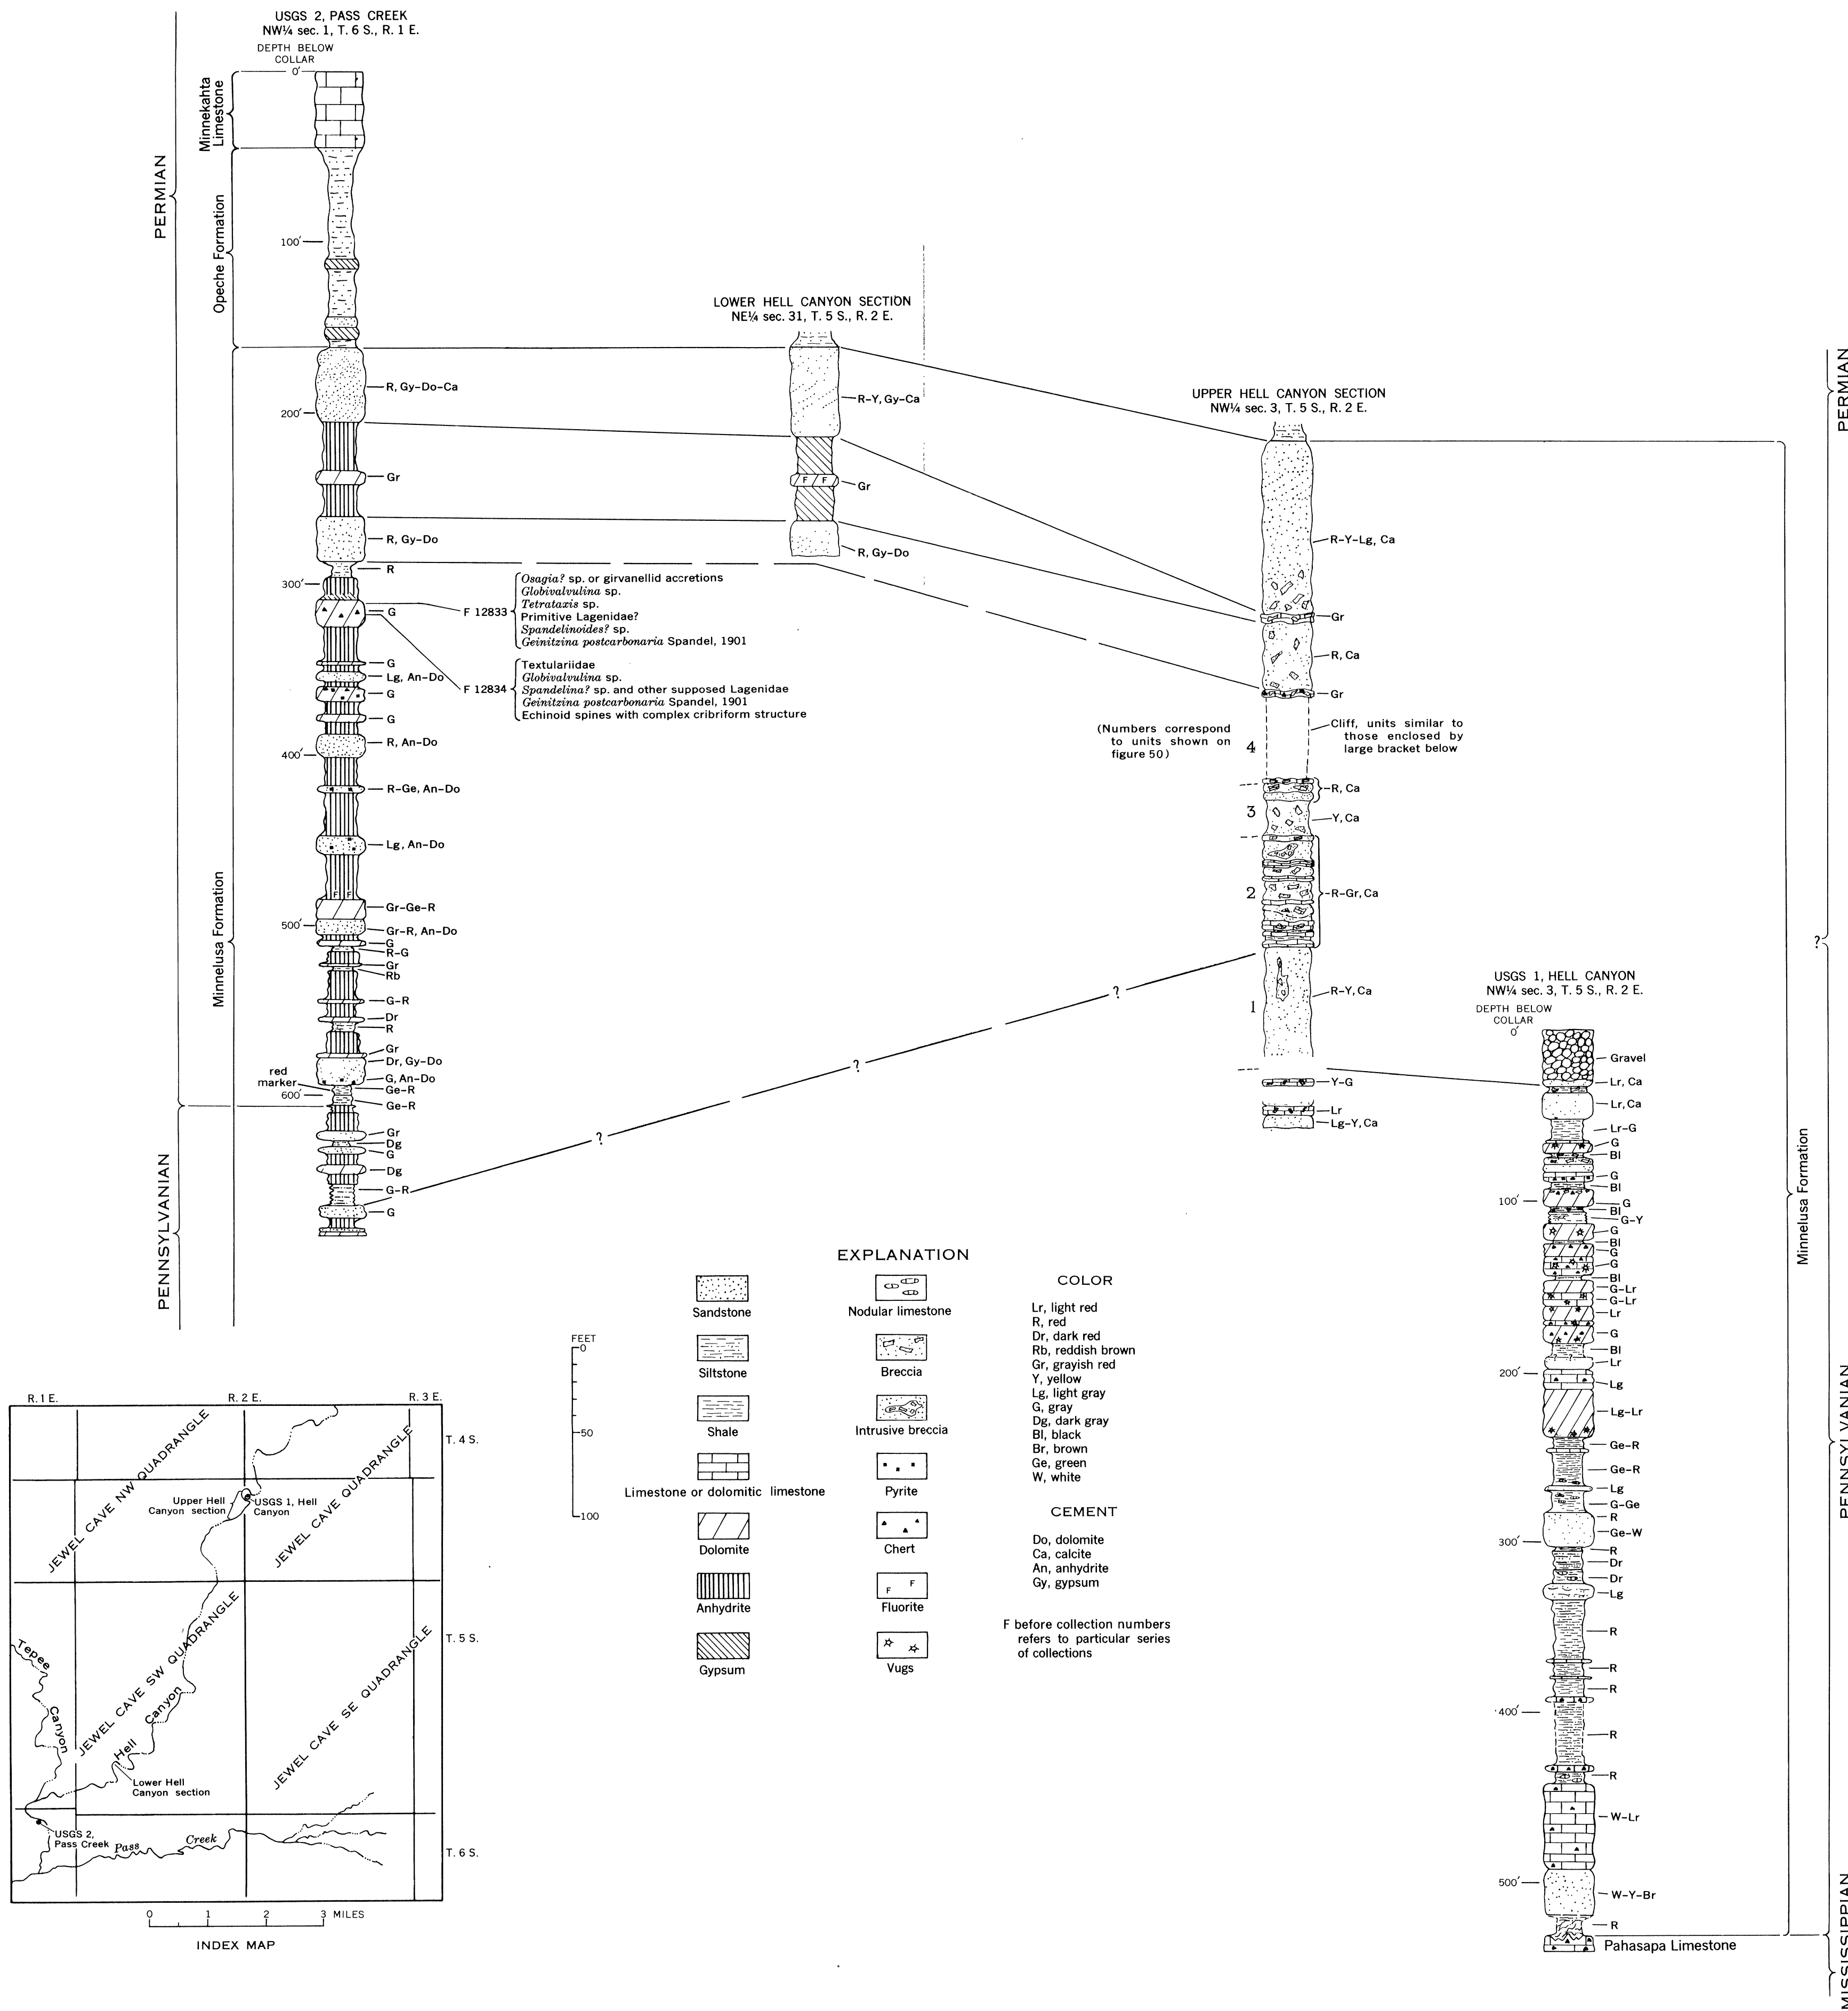 USGS 2, PASS CREEK
NW¼ sec. 1, T. 6 S., R. 1 E.
DEPTH BELOW
COLLAR
0′
100′
200′
300′
400′
500′
600′
PERMIAN
PENNSYLVANIAN
Minnekahta
Limestone
Opeche Formation
Minnelusa Formation
R, Gy–Do–Ca
Gr
R, Gy–Do
R
G
G
Lg, An–Do
G
G
R, An–Do
R–Ge, An–Do
Lg, An–Do
F F
Gr–Ge–R
Gr–R, An–Do
G
R–G
Gr
Rb
G–R
Dr
R
Gr
Dr, Gy–Do
G, An–Do
red
marker
Ge–R
Ge–R
Gr
Dg
G
Dg
G–R
G
F 12833
Osagia? sp. or girvanellid accretions
Globivalvulina sp.
Tetrataxis sp.
Primitive Lagenidae?
Spandelinoides? sp.
Geinitzina postcarbonaria Spandel, 1901
F 12834
Textulariidae
Globivalvulina sp.
Spandelina? sp. and other supposed Lagenidae
Geinitzina postcarbonaria Spandel, 1901
Echinoid spines with complex cribriform structure
LOWER HELL CANYON SECTION
NE¼ sec. 31, T. 5 S., R. 2 E.
R–Y, Gy–Ca
F F
Gr
R, Gy–Do
UPPER HELL CANYON SECTION
NW¼ sec. 3, T. 5 S., R. 2 E.
R–Y–Lg, Ca
Gr
R, Ca
Gr
(Numbers correspond
to units shown on
figure 50)
4
Cliff, units similar to
those enclosed by
large bracket below
R, Ca
3
Y, Ca
2
R–Gr, Ca
1
R–Y, Ca
Y–G
Lr
Lg–Y, Ca
?
?
?
USGS 1, HELL CANYON
NW¼ sec. 3, T. 5 S., R. 2 E.
DEPTH BELOW
COLLAR
0′
100′
200′
300′
400′
500′
Gravel
Lr, Ca
Lr, Ca
Lr–G
G
Bl
G
Bl
G
Bl
G–Y
G
Bl
G
G
Bl
G–Lr
G–Lr
Lr
G
Bl
Lr
Lg
Lg–Lr
Ge–R
Ge–R
Lg
G–Ge
R
Ge–W
R
Dr
Dr
Lg
R
R
R
R
R
W–Lr
W–Y–Br
R
Pahasapa Limestone
Minnelusa Formation
PERMIAN
?
PENNSYLVANIAN
MISSISSIPPIAN
EXPLANATION
Sandstone
Siltstone
Shale
Limestone or dolomitic limestone
Dolomite
Anhydrite
Gypsum
Nodular limestone
Breccia
Intrusive breccia
Pyrite
Chert
F F
Fluorite
Vugs
COLOR
Lr, light red
R, red
Dr, dark red
Rb, reddish brown
Gr, grayish red
Y, yellow
Lg, light gray
G, gray
Dg, dark gray
Bl, black
Br, brown
Ge, green
W, white
CEMENT
Do, dolomite
Ca, calcite
An, anhydrite
Gy, gypsum
F before collection numbers
refers to particular series
of collections
FEET
0
50
100
R. 1 E.
R. 2 E.
R. 3 E.
T. 4 S.
T. 5 S.
T. 6 S.
JEWEL CAVE NW QUADRANGLE
JEWEL CAVE QUADRANGLE
JEWEL CAVE SW QUADRANGLE
JEWEL CAVE SE QUADRANGLE
Upper Hell
Canyon section
USGS 1, Hell
Canyon
Tepee
Canyon
Hell
Canyon
Lower Hell
Canyon section
USGS 2,
Pass Creek
Pass
Creek
0 1 2 3 MILES
INDEX MAP